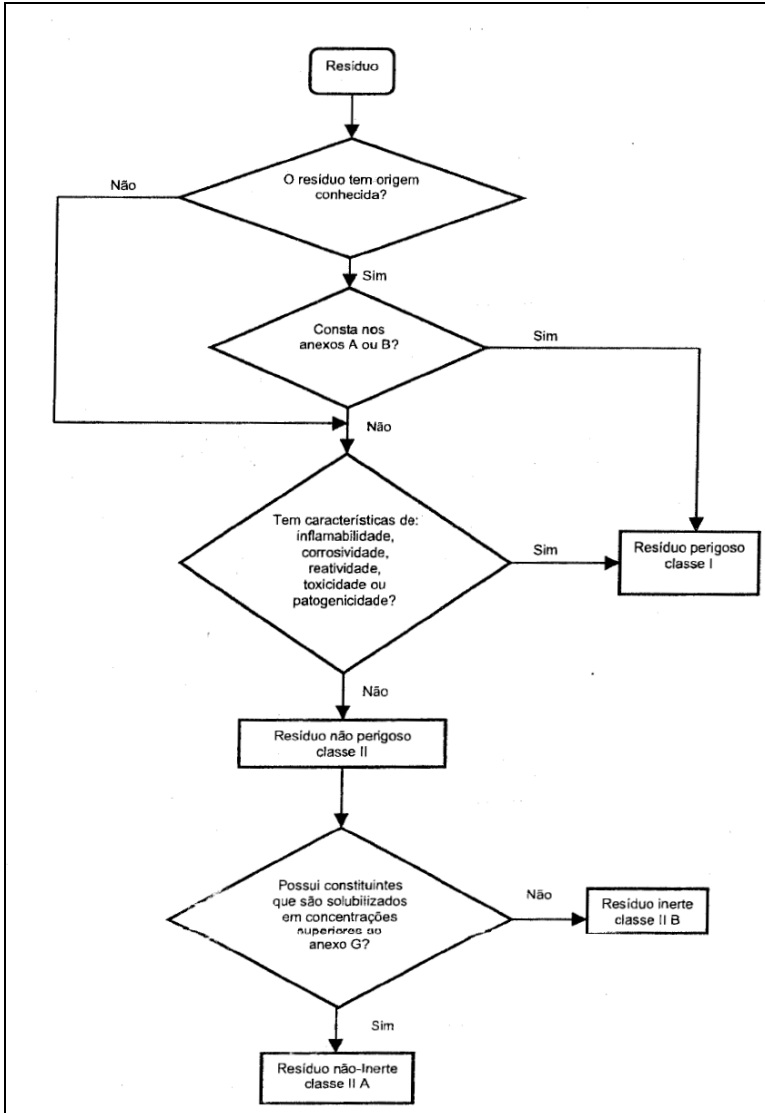 Resíduo
O resíduo tem origem
conhecida?
Não
Sim
Consta nos
anexos A ou B?
Sim
Não
Tem características de:
inflamabilidade,
corrosividade,
reatividade,
toxicidade ou
patogenicidade?
Sim
Resíduo perigoso
classe I
Não
Resíduo não perigoso
classe II
Possui constituintes
que são solubilizados
em concentrações
superiores ao
anexo G?
Não
Resíduo inerte
classe II B
Sim
Resíduo não-Inerte
classe II A